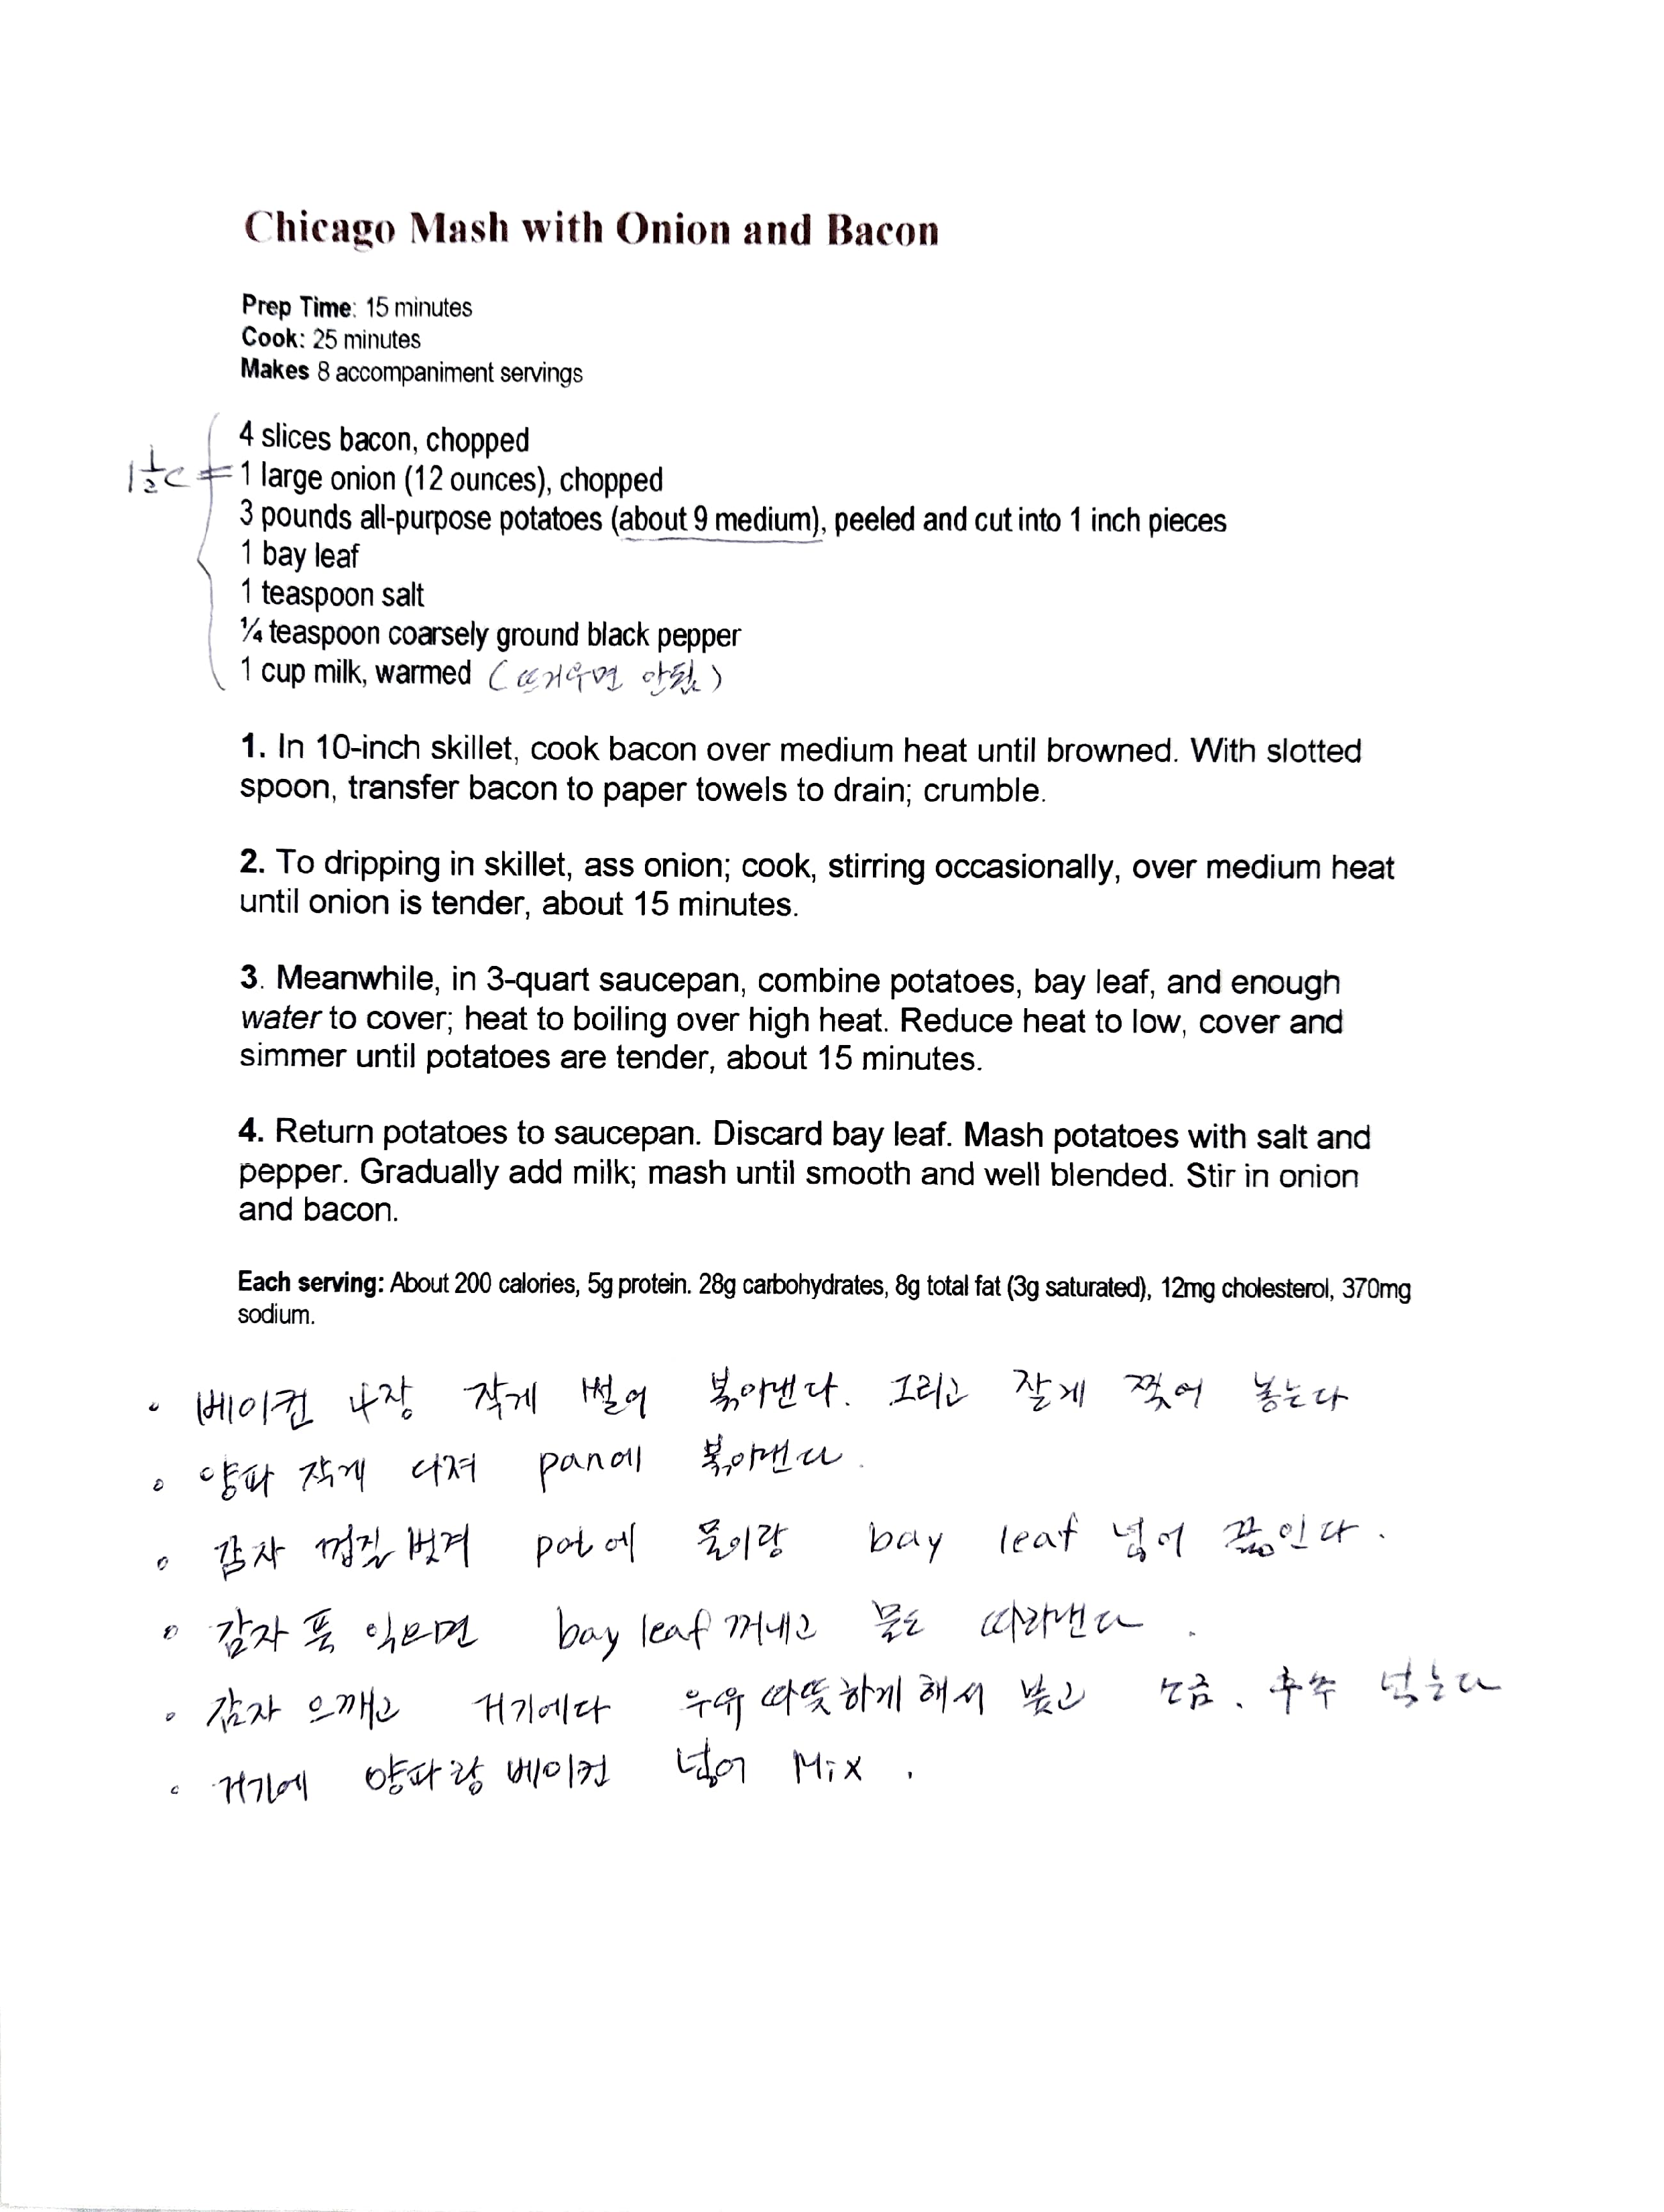 Chicago Mash with Onion and Bacon
Prep Time: 15 minutes
Cook: 25 minutes
Makes 8 accompaniment servings
4 slices bacon, chopped
1½c = 1 large onion (12 ounces), chopped
3 pounds all-purpose potatoes (about 9 medium), peeled and cut into 1 inch pieces
1 bay leaf
1 teaspoon salt
¼ teaspoon coarsely ground black pepper
1 cup milk, warmed (뜨거우면 안됨)
1. In 10-inch skillet, cook bacon over medium heat until browned. With slotted
spoon, transfer bacon to paper towels to drain; crumble.
2. To dripping in skillet, ass onion; cook, stirring occasionally, over medium heat
until onion is tender, about 15 minutes.
3. Meanwhile, in 3-quart saucepan, combine potatoes, bay leaf, and enough
water to cover; heat to boiling over high heat. Reduce heat to low, cover and
simmer until potatoes are tender, about 15 minutes.
4. Return potatoes to saucepan. Discard bay leaf. Mash potatoes with salt and
pepper. Gradually add milk; mash until smooth and well blended. Stir in onion
and bacon.
Each serving: About 200 calories, 5g protein. 28g carbohydrates, 8g total fat (3g saturated), 12mg cholesterol, 370mg
sodium.
• 베이컨 4장 작게 썰어 볶아낸다. 그리고 잘게 찢어 놓는다
• 양파 작게 다져 pan에 볶아낸다.
• 감자 껍질 벗겨 pot에 물이랑 bay leaf 넣어 끓인다.
• 감자 푹 익으면 bay leaf 꺼내고 물도 따라낸다.
• 감자 으깨고 거기에다 우유 따뜻하게 해서 붓고 소금. 후추 넣는다
• 거기에 양파랑 베이컨 넣어 Mix.